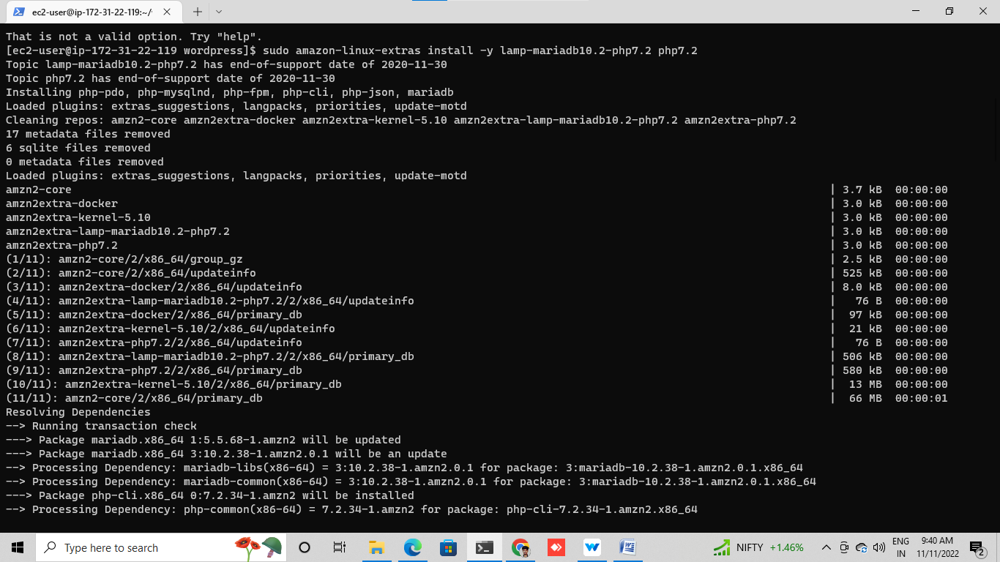 ec2-user@ip-172-31-22-119:~/
That is not a valid option. Try "help".
[ec2-user@ip-172-31-22-119 wordpress]$ sudo amazon-linux-extras install -y lamp-mariadb10.2-php7.2 php7.2
Topic lamp-mariadb10.2-php7.2 has end-of-support date of 2020-11-30
Topic php7.2 has end-of-support date of 2020-11-30
Installing php-pdo, php-mysqlnd, php-fpm, php-cli, php-json, mariadb
Loaded plugins: extras_suggestions, langpacks, priorities, update-motd
Cleaning repos: amzn2-core amzn2extra-docker amzn2extra-kernel-5.10 amzn2extra-lamp-mariadb10.2-php7.2 amzn2extra-php7.2
17 metadata files removed
6 sqlite files removed
0 metadata files removed
Loaded plugins: extras_suggestions, langpacks, priorities, update-motd
amzn2-core | 3.7 kB 00:00:00
amzn2extra-docker | 3.0 kB 00:00:00
amzn2extra-kernel-5.10 | 3.0 kB 00:00:00
amzn2extra-lamp-mariadb10.2-php7.2 | 3.0 kB 00:00:00
amzn2extra-php7.2 | 3.0 kB 00:00:00
(1/11): amzn2-core/2/x86_64/group_gz | 2.5 kB 00:00:00
(2/11): amzn2-core/2/x86_64/updateinfo | 525 kB 00:00:00
(3/11): amzn2extra-docker/2/x86_64/updateinfo | 8.0 kB 00:00:00
(4/11): amzn2extra-lamp-mariadb10.2-php7.2/2/x86_64/updateinfo | 76 B 00:00:00
(5/11): amzn2extra-docker/2/x86_64/primary_db | 97 kB 00:00:00
(6/11): amzn2extra-kernel-5.10/2/x86_64/updateinfo | 21 kB 00:00:00
(7/11): amzn2extra-php7.2/2/x86_64/updateinfo | 76 B 00:00:00
(8/11): amzn2extra-lamp-mariadb10.2-php7.2/2/x86_64/primary_db | 506 kB 00:00:00
(9/11): amzn2extra-php7.2/2/x86_64/primary_db | 580 kB 00:00:00
(10/11): amzn2extra-kernel-5.10/2/x86_64/primary_db | 13 MB 00:00:00
(11/11): amzn2-core/2/x86_64/primary_db | 66 MB 00:00:01
Resolving Dependencies
--> Running transaction check
---> Package mariadb.x86_64 1:5.5.68-1.amzn2 will be updated
---> Package mariadb.x86_64 3:10.2.38-1.amzn2.0.1 will be an update
--> Processing Dependency: mariadb-libs(x86-64) = 3:10.2.38-1.amzn2.0.1 for package: 3:mariadb-10.2.38-1.amzn2.0.1.x86_64
--> Processing Dependency: mariadb-common(x86-64) = 3:10.2.38-1.amzn2.0.1 for package: 3:mariadb-10.2.38-1.amzn2.0.1.x86_64
---> Package php-cli.x86_64 0:7.2.34-1.amzn2 will be installed
--> Processing Dependency: php-common(x86-64) = 7.2.34-1.amzn2 for package: php-cli-7.2.34-1.amzn2.x86_64
Type here to search
NIFTY +1.46%
ENG
IN
9:40 AM
11/11/2022
2